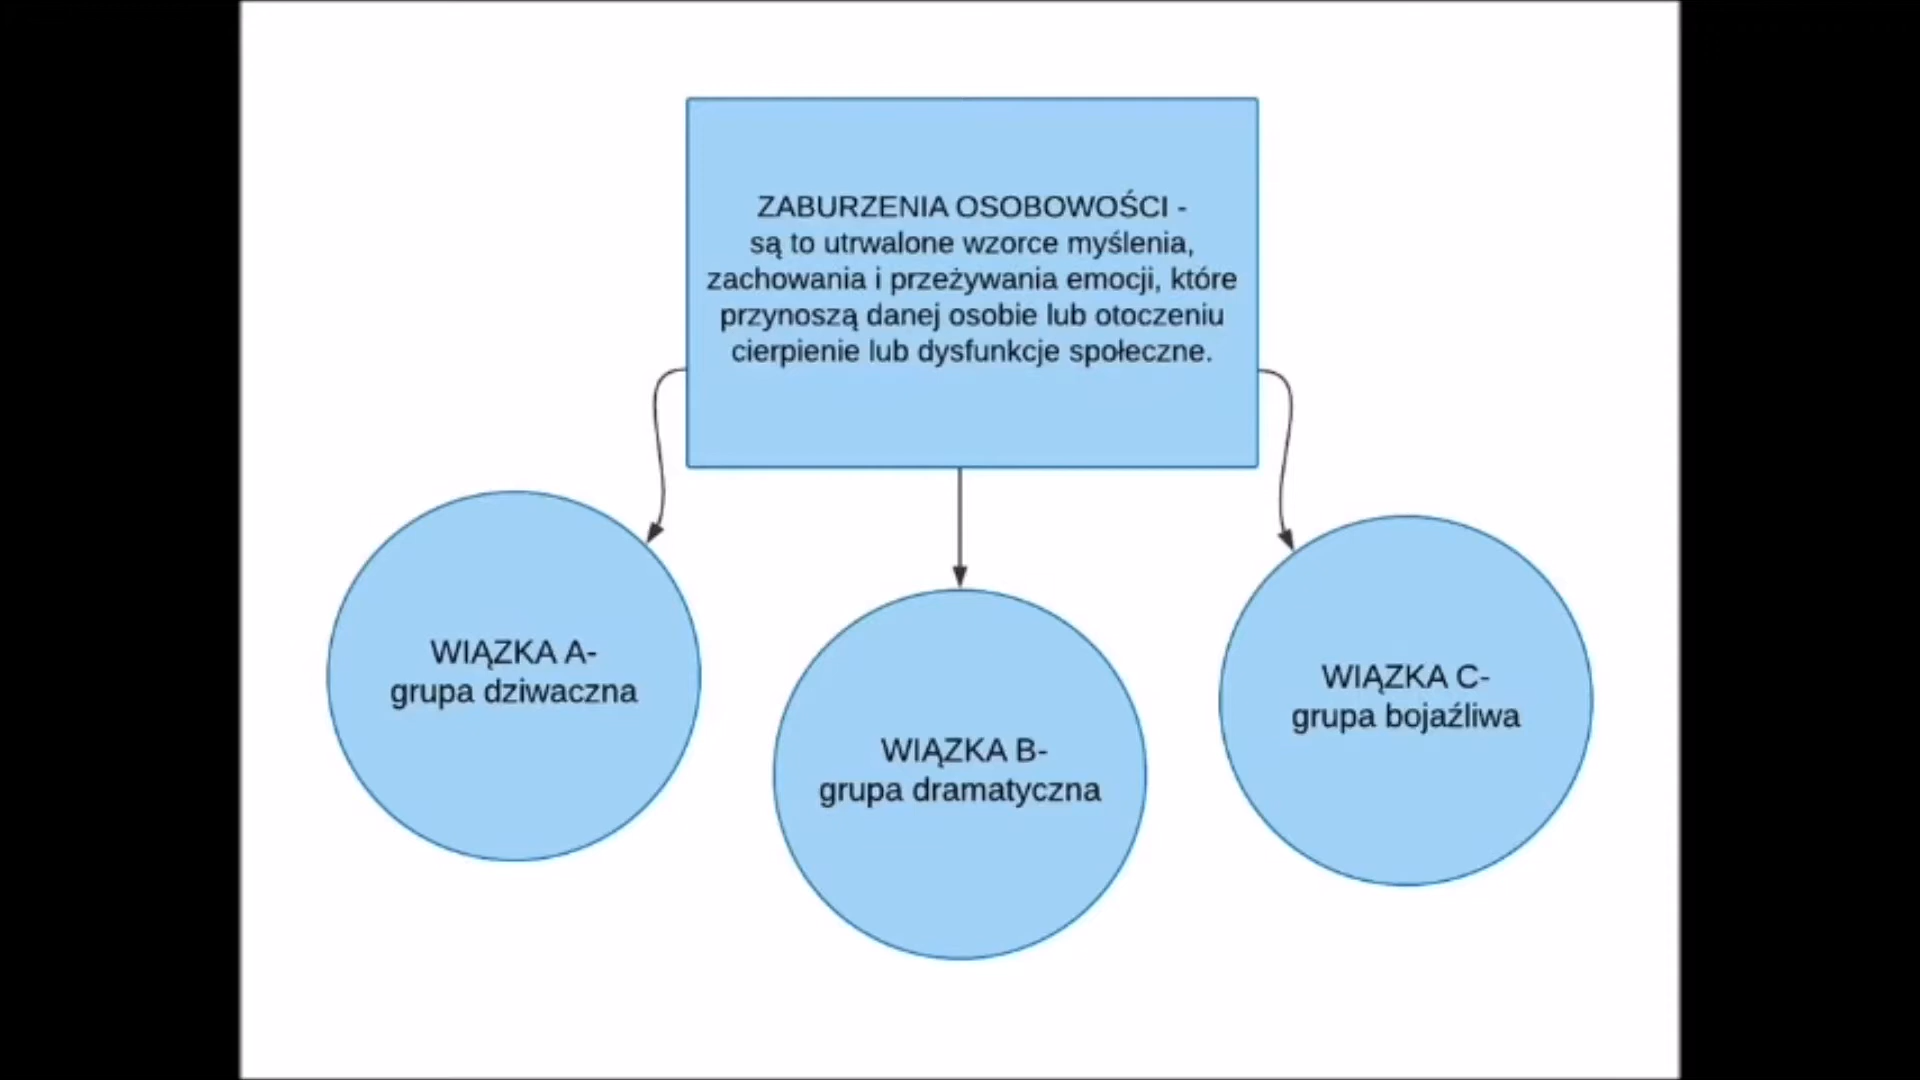 ZABURZENIA OSOBOWOŚCI -
są to utrwalone wzorce myślenia,
zachowania i przeżywania emocji, które
przynoszą danej osobie lub otoczeniu
cierpienie lub dysfunkcje społeczne.
WIĄZKA A-
grupa dziwaczna
WIĄZKA B-
grupa dramatyczna
WIĄZKA C-
grupa bojaźliwa